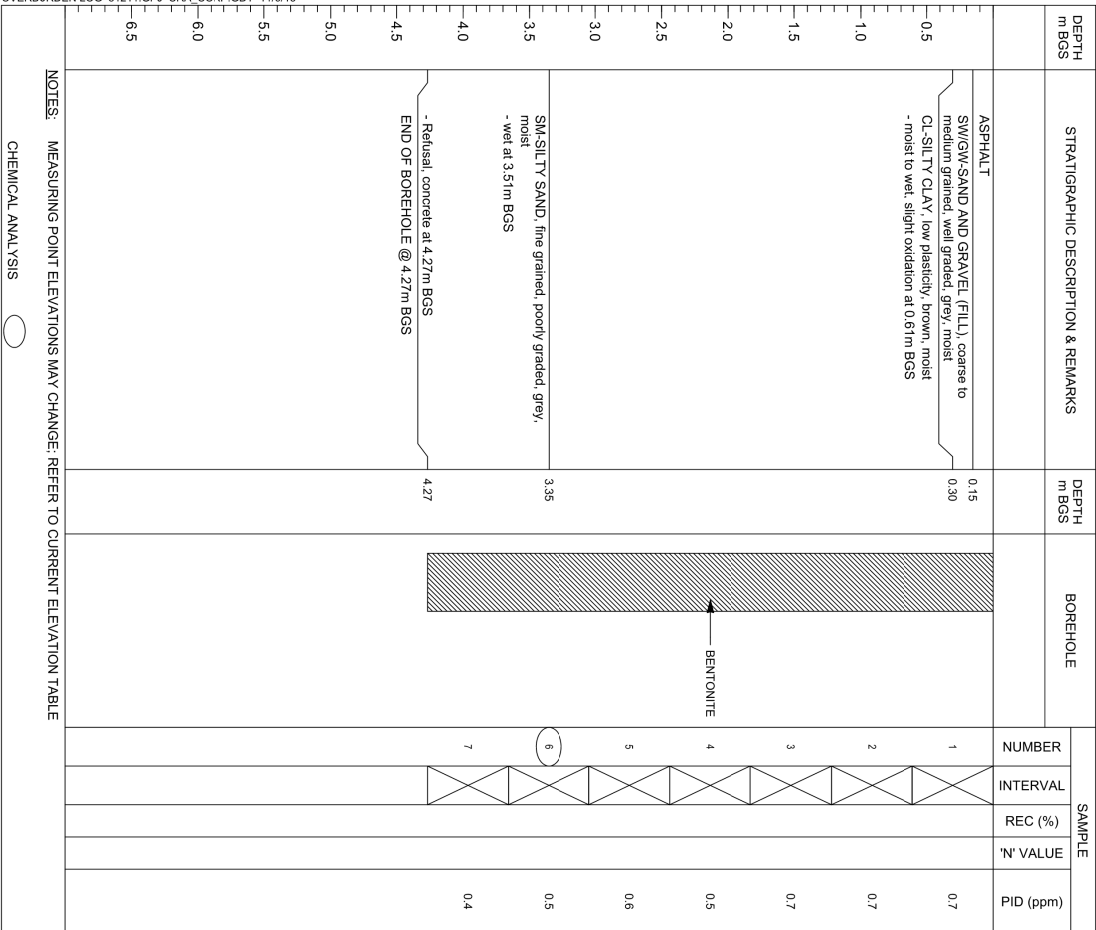 DEPTH
m BGS
STRATIGRAPHIC DESCRIPTION & REMARKS
DEPTH
m BGS
BOREHOLE
SAMPLE
NUMBER
INTERVAL
REC (%)
'N' VALUE
PID (ppm)
ASPHALT
0.15
SW/GW-SAND AND GRAVEL (FILL), coarse to
medium grained, well graded, grey, moist
0.30
CL-SILTY CLAY, low plasticity, brown, moist
- moist to wet, slight oxidation at 0.61m BGS
SM-SILTY SAND, fine grained, poorly graded, grey,
moist
3.35
- wet at 3.51m BGS
- Refusal, concrete at 4.27m BGS
4.27
END OF BOREHOLE @ 4.27m BGS
0.5
1.0
1.5
2.0
2.5
3.0
3.5
4.0
4.5
5.0
5.5
6.0
6.5
BENTONITE
1 0.7
2 0.7
3 0.7
4 0.5
5 0.6
6 0.5
7 0.4
NOTES: MEASURING POINT ELEVATIONS MAY CHANGE; REFER TO CURRENT ELEVATION TABLE
CHEMICAL ANALYSIS